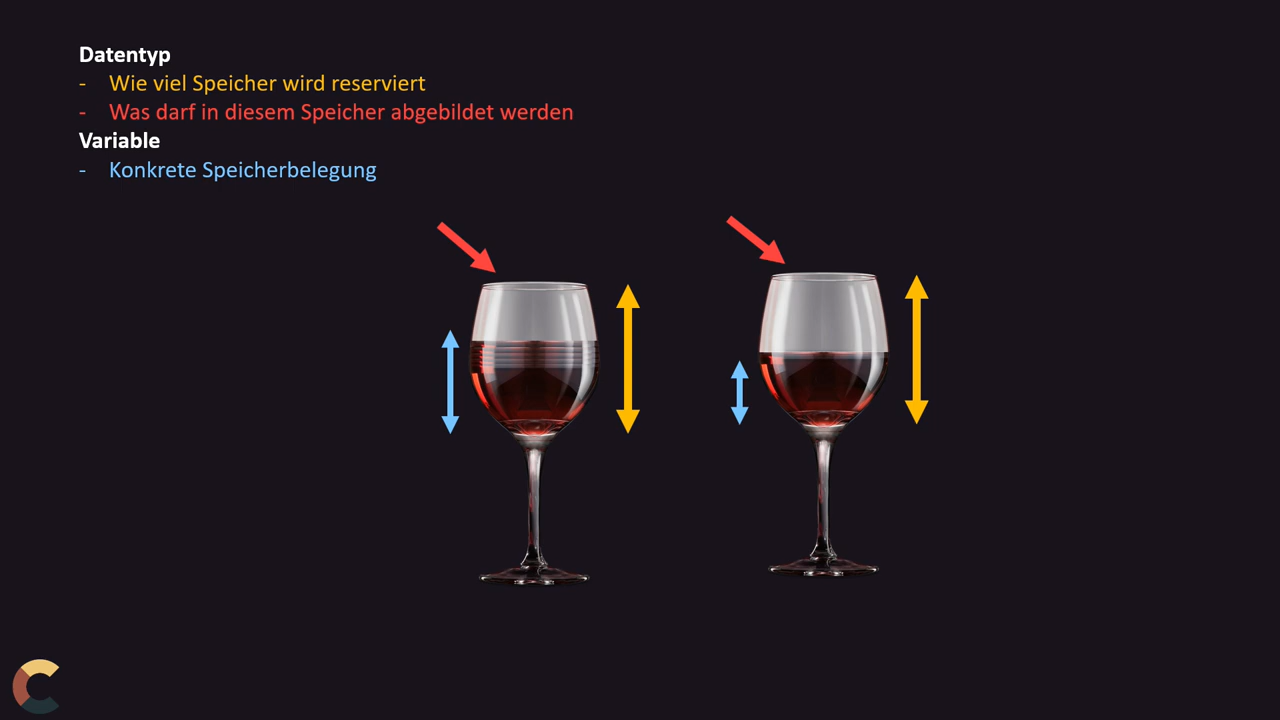 Datentyp
- Wie viel Speicher wird reserviert
- Was darf in diesem Speicher abgebildet werden
Variable
- Konkrete Speicherbelegung